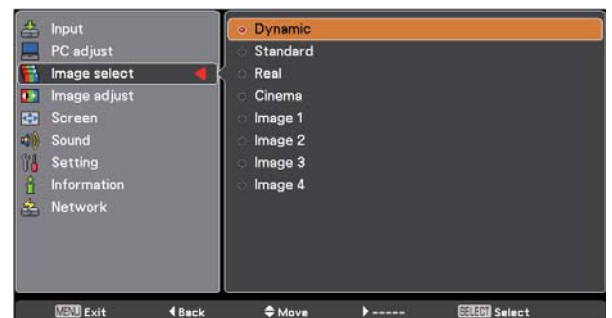 Input
PC adjust
Image select
Image adjust
Screen
Sound
Setting
Information
Network
Dynamic
Standard
Real
Cinema
Image 1
Image 2
Image 3
Image 4
MENU Exit Back Move ----- SELECT Select